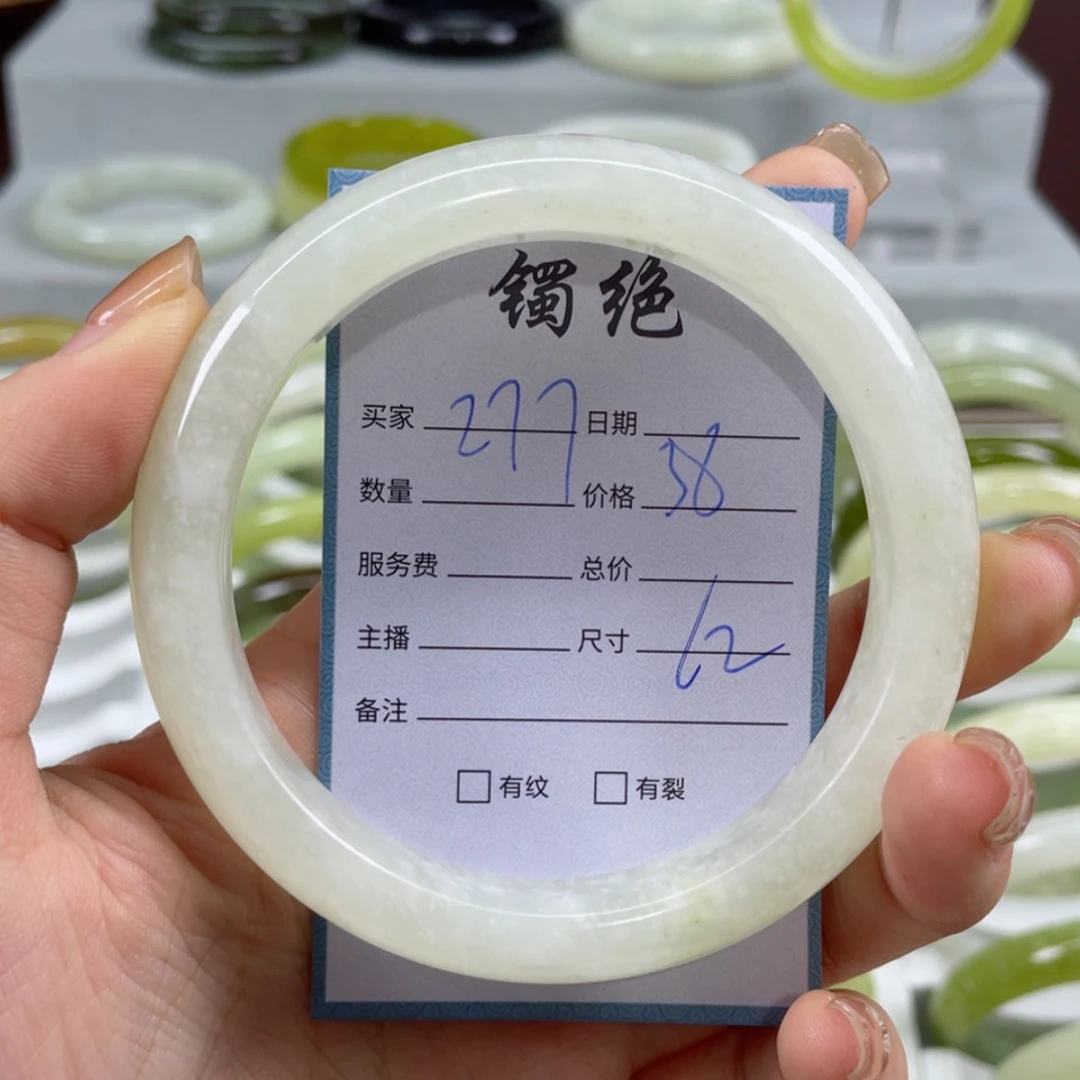 镯绝
买家 277 日期
数量 价格 38
服务费 总价
主播 尺寸 62
备注
□有纹 □有裂